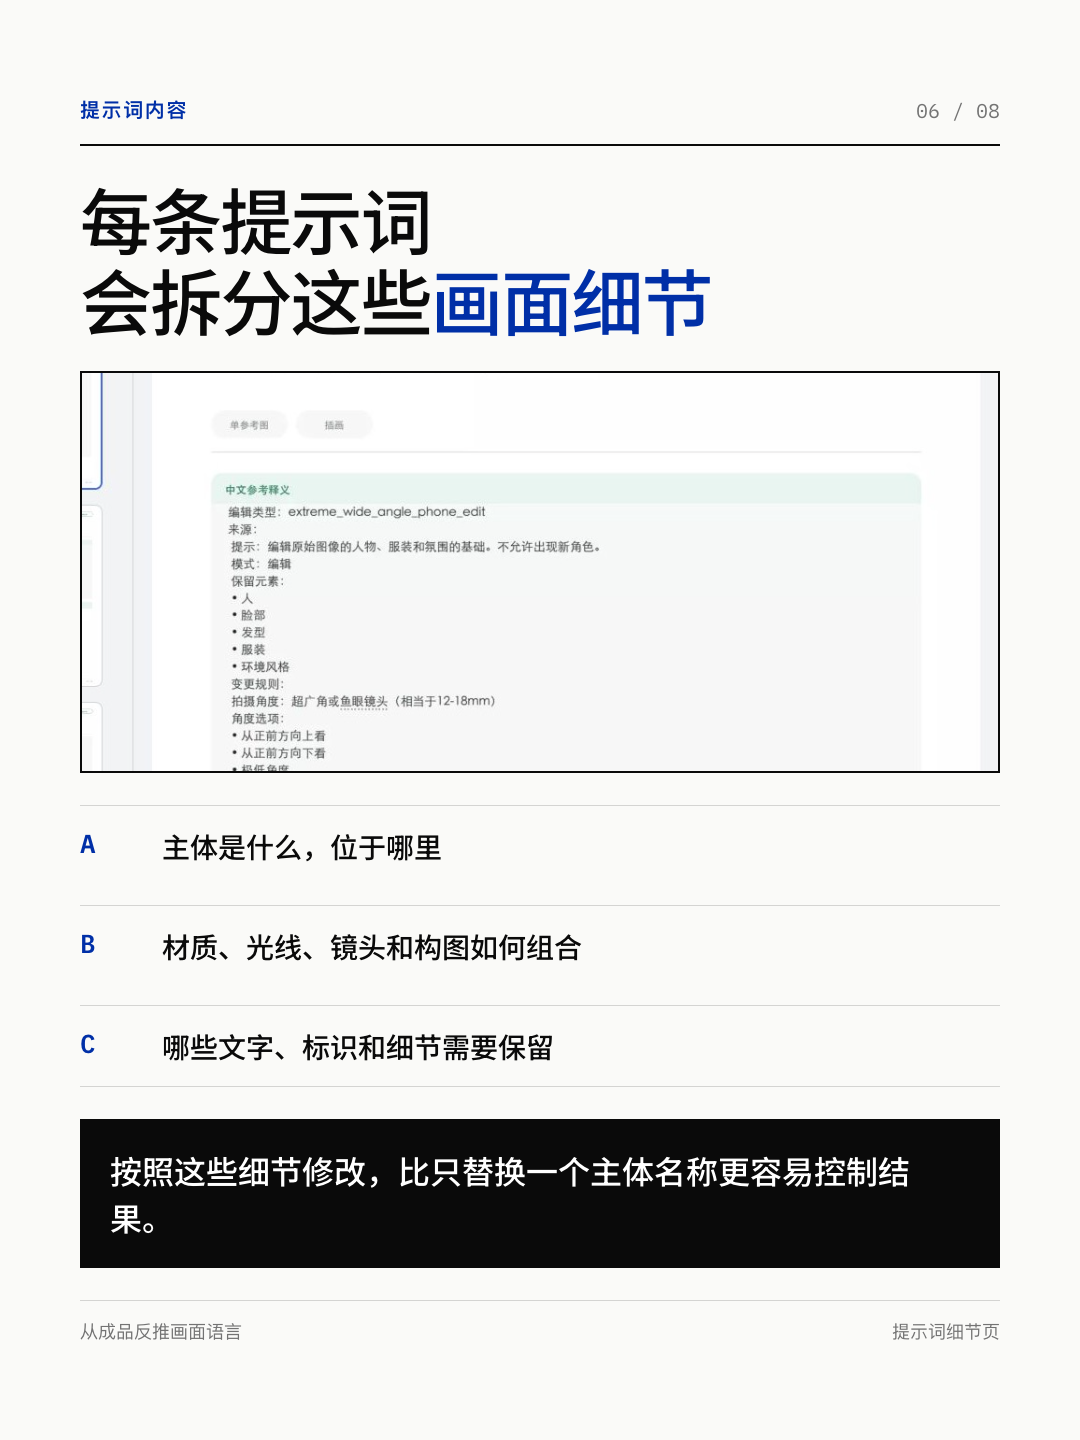 提示词内容
06 / 08
每条提示词
会拆分这些画面细节
单参考图
插画
中文参考释义
编辑类型：extreme_wide_angle_phone_edit
来源：
提示：编辑原始图像的人物、服装和氛围的基础。不允许出现新角色。
模式：编辑
保留元素：
• 人
• 脸部
• 发型
• 服装
• 环境风格
变更规则：
拍摄角度：超广角或鱼眼镜头（相当于12-18mm）
角度选项：
• 从正前方向上看
• 从正前方向下看
• 极低角度
A 主体是什么，位于哪里
B 材质、光线、镜头和构图如何组合
C 哪些文字、标识和细节需要保留
按照这些细节修改，比只替换一个主体名称更容易控制结
果。
从成品反推画面语言
提示词细节页